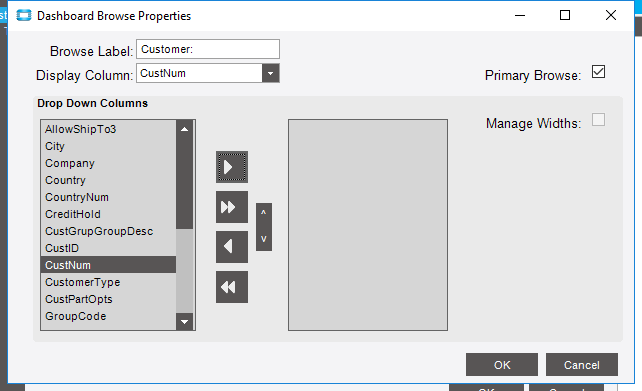 Dashboard Browse Properties
Browse Label: Customer:
Display Column: CustNum
Primary Browse:
Drop Down Columns
Manage Widths:
AllowShipTo3
City
Company
Country
CountryNum
CreditHold
CustGrupGroupDesc
CustID
CustNum
CustomerType
CustPartOpts
GroupCode
OK Cancel